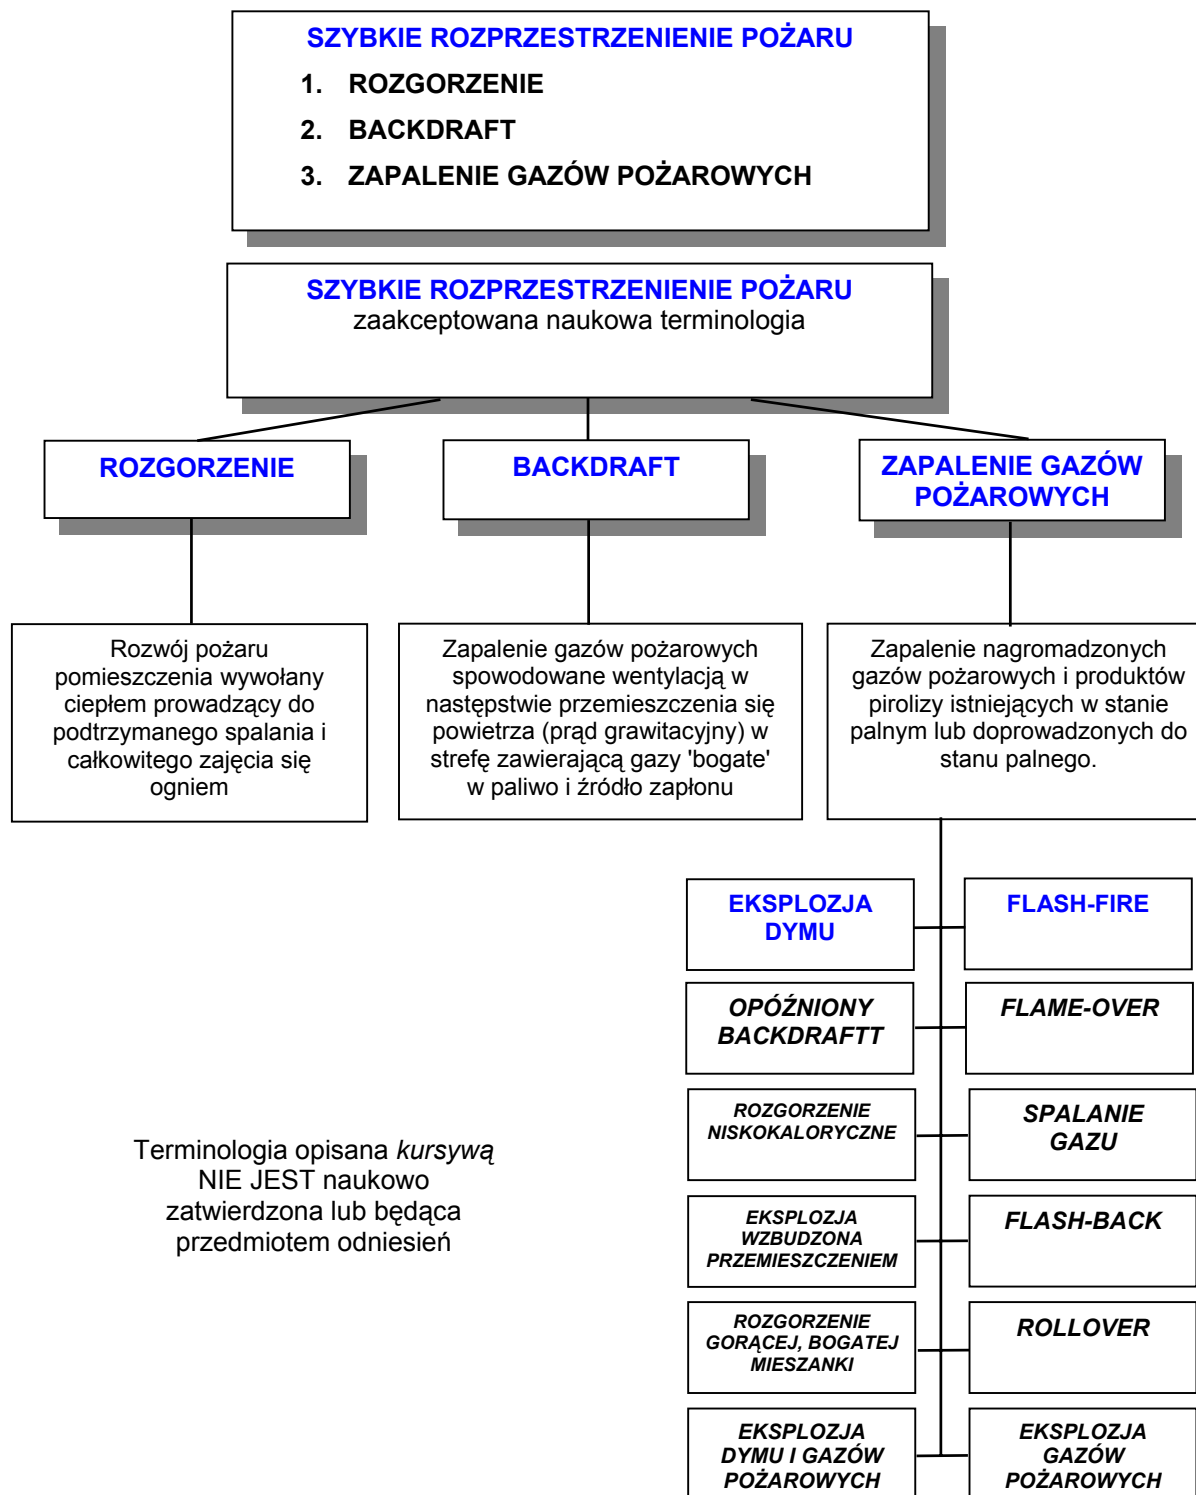 SZYBKIE ROZPRZESTRZENIENIE POŻARU
1. ROZGORZENIE
2. BACKDRAFT
3. ZAPALENIE GAZÓW POŻAROWYCH
SZYBKIE ROZPRZESTRZENIENIE POŻARU
zaakceptowana naukowa terminologia
ROZGORZENIE
BACKDRAFT
ZAPALENIE GAZÓW
POŻAROWYCH
Rozwój pożaru
pomieszczenia wywołany
ciepłem prowadzący do
podtrzymanego spalania i
całkowitego zajęcia się
ogniem
Zapalenie gazów pożarowych
spowodowane wentylacją w
następstwie przemieszczenia się
powietrza (prąd grawitacyjny) w
strefę zawierającą gazy 'bogate'
w paliwo i źródło zapłonu
Zapalenie nagromadzonych
gazów pożarowych i produktów
pirolizy istniejących w stanie
palnym lub doprowadzonych do
stanu palnego.
EKSPLOZJA
DYMU
FLASH-FIRE
OPÓŹNIONY
BACKDRAFTT
FLAME-OVER
ROZGORZENIE
NISKOKALORYCZNE
SPALANIE
GAZU
Terminologia opisana kursywą
NIE JEST naukowo
zatwierdzona lub będąca
przedmiotem odniesień
EKSPLOZJA
WZBUDZONA
PRZEMIESZCZENIEM
FLASH-BACK
ROZGORZENIE
GORĄCEJ, BOGATEJ
MIESZANKI
ROLLOVER
EKSPLOZJA
DYMU I GAZÓW
POŻAROWYCH
EKSPLOZJA
GAZÓW
POŻAROWYCH